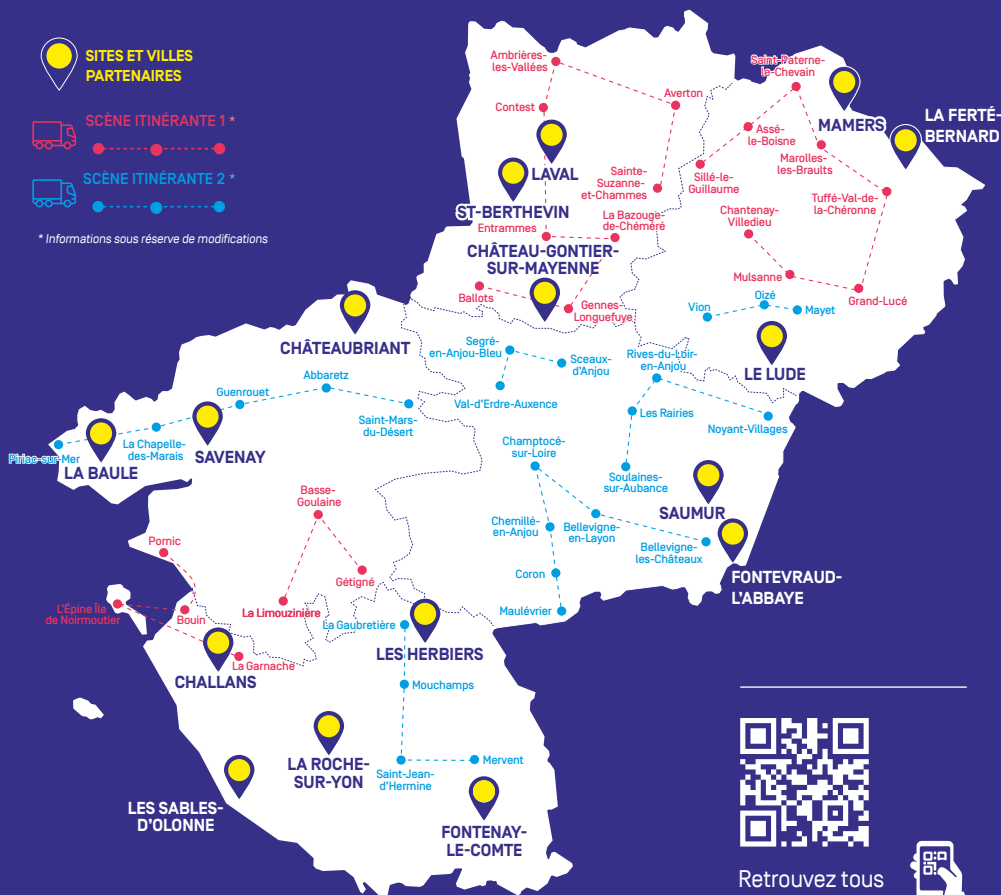 SITES ET VILLES
PARTENAIRES
SCÈNE ITINÉRANTE 1 *
SCÈNE ITINÉRANTE 2 *
* Informations sous réserve de modifications
Ambrières-
les-Vallées
Contest
Averton
LAVAL
ST-BERTHEVIN
Sainte-
Suzanne-
et-Chammes
Entrammes
La Bazouge-
de-Chéméré
CHÂTEAU-GONTIER-
SUR-MAYENNE
Ballots
Gennes-
Longuefuye
Saint-Paterne-
le-Chevain
MAMERS
LA FERTÉ-
BERNARD
Assé-
le-Boisne
Marolles-
les-Braults
Sillé-le-
Guillaume
Tuffé-Val-de-
la-Chéronne
Chantenay-
Villedieu
Mulsanne
Grand-Lucé
Vion
Oizé
Mayet
LE LUDE
CHÂTEAUBRIANT
Segré-
en-Anjou-Bleu
Sceaux-
d'Anjou
Val-d'Erdre-Auxence
Rives-du-Loir-
en-Anjou
Les Rairies
Noyant-Villages
Soulaines-
sur-Aubance
Abbaretz
Guenrouet
Saint-Mars-
du-Désert
SAVENAY
La Chapelle-
des-Marais
LA BAULE
Piriac-sur-Mer
Champtocé-
sur-Loire
Chemillé-
en-Anjou
Bellevigne-
en-Layon
Bellevigne-
les-Châteaux
Coron
Maulévrier
SAUMUR
FONTEVRAUD-
L'ABBAYE
Basse-
Goulaine
Pornic
Gétigné
La Limouzinière
L'Épine Île
de Noirmoutier
Bouin
La Garnache
CHALLANS
La Gaubretière
LES HERBIERS
Mouchamps
LA ROCHE-
SUR-YON
Saint-Jean-
d'Hermine
Mervent
LES SABLES-
D'OLONNE
FONTENAY-
LE-COMTE
Retrouvez tous